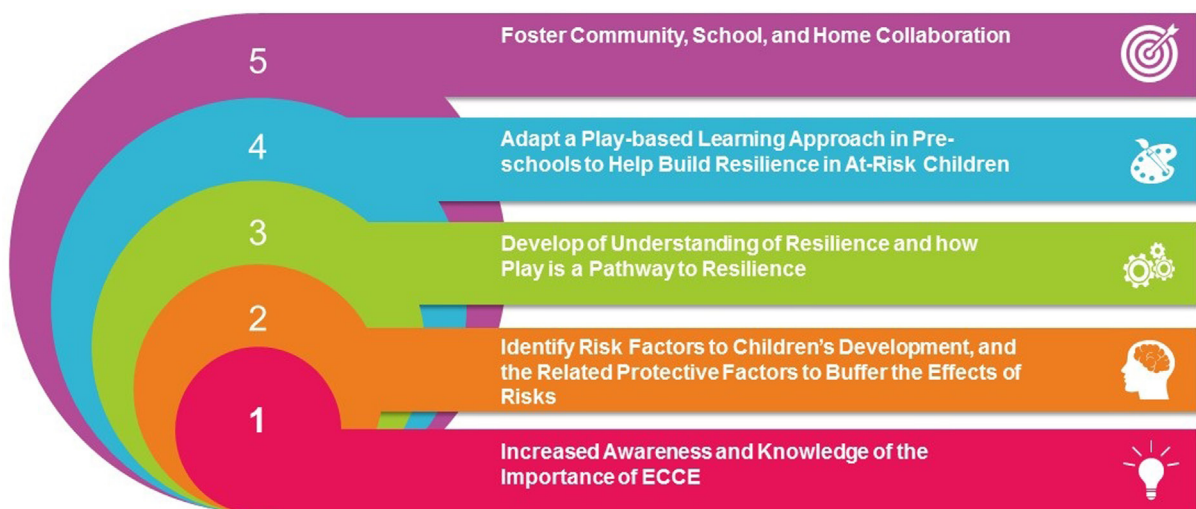 5
Foster Community, School, and Home Collaboration
4
Adapt a Play-based Learning Approach in Pre-
schools to Help Build Resilience in At-Risk Children
3
Develop of Understanding of Resilience and how
Play is a Pathway to Resilience
2
Identify Risk Factors to Children’s Development, and
the Related Protective Factors to Buffer the Effects of
Risks
1
Increased Awareness and Knowledge of the
Importance of ECCE